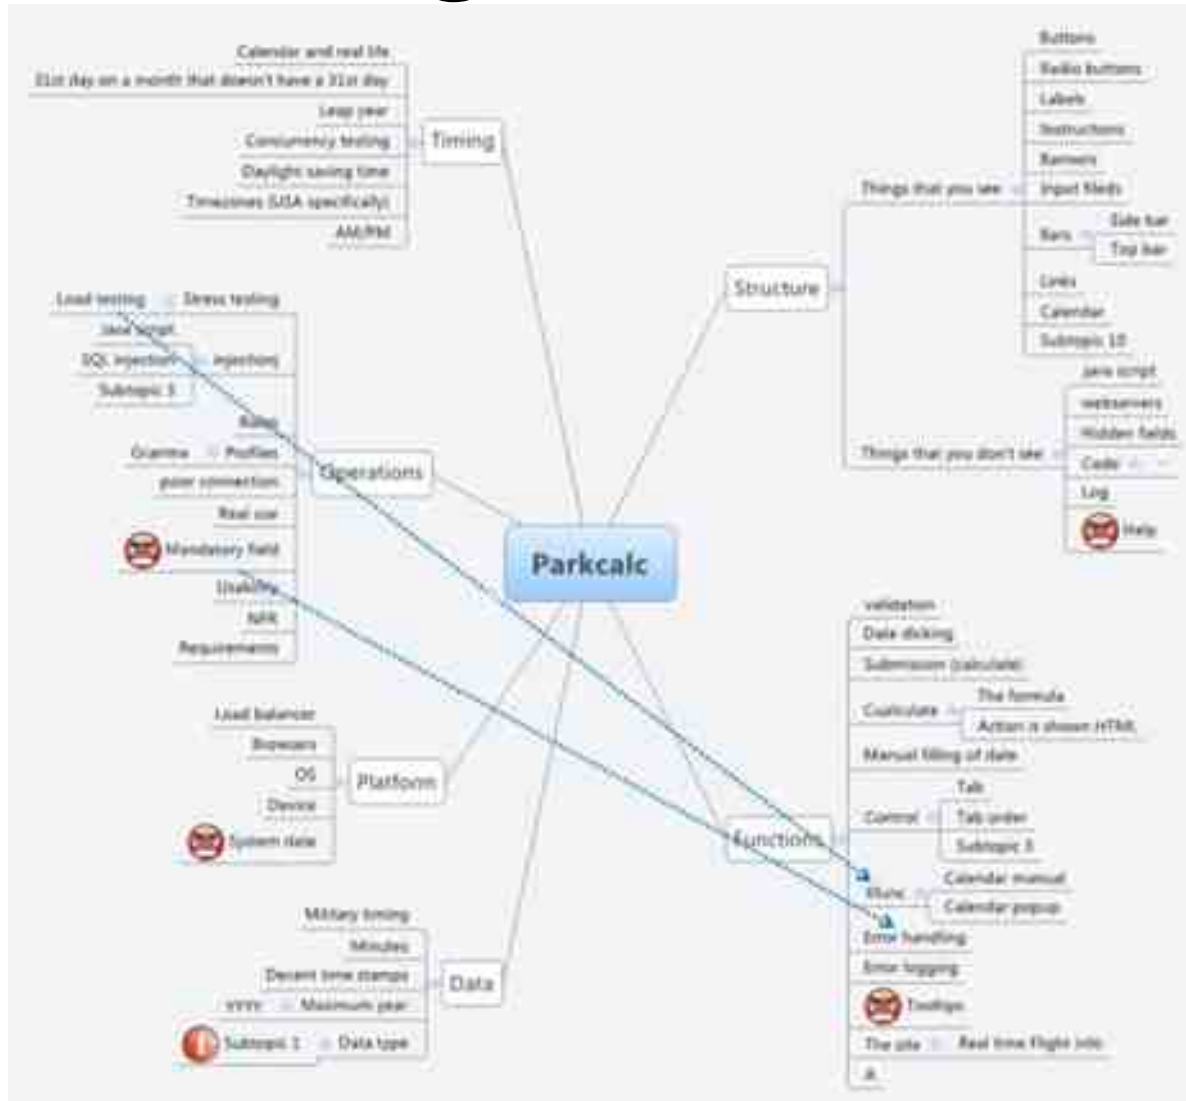 Calendar and real life
31st day on a month that doesn't have a 31st day
Leap year
Concurrency testing
Daylight saving time
Timezones (USA specifically)
AM/PM
Timing
Load testing
Stress testing
Java script
SQL injection
Subtopic 3
injection)
Rules
Gramma
Profiles
poor connection
Real use
Mandatory field
Usability
NFR
Requirements
Operations
Load balancer
Browsers
OS
Device
System date
Platform
Military timing
Minutes
Decent time stamps
YYYY
Maximum year
Subtopic 1
Data type
Data
Parkcalc
Structure
Things that you see
Buttons
Radio buttons
Labels
Instructions
Banners
Input fileds
Bars
Side bar
Top bar
Links
Calendar
Subtopic 10
Things that you don't see
Java script
webservers
Hidden fields
Code
Log
Help
Functions
validation
Date
Submission (calculate)
The formula
Action is shown HTML
Manual filling of date
Control
Tab
Tab order
Subtopic 3
Calendar manual
Calendar popup
Error handling
Error logging
Tooltips
The site
Real time flight info
A